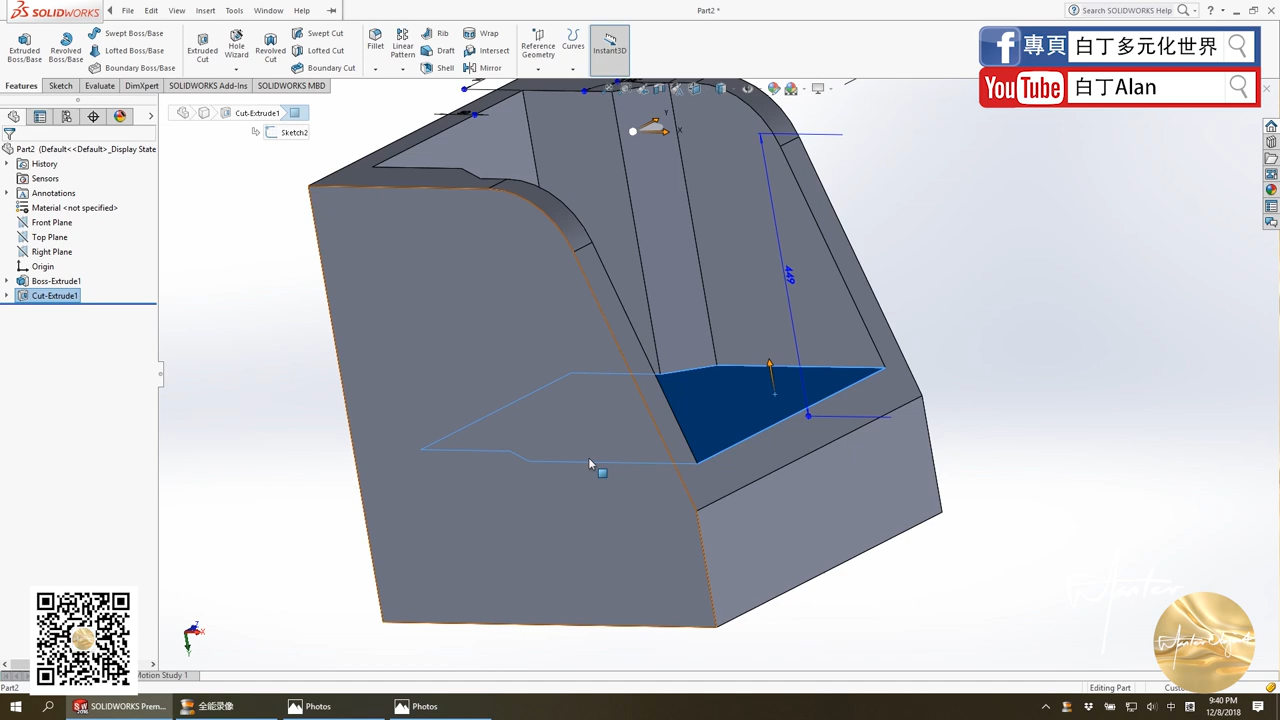 SOLIDWORKS
File Edit View Insert Tools Window Help
Part2 *
Search SOLIDWORKS Help
Extruded Boss/Base
Revolved Boss/Base
Swept Boss/Base
Lofted Boss/Base
Boundary Boss/Base
Extruded Cut
Hole Wizard
Revolved Cut
Swept Cut
Lofted Cut
Boundary Cut
Fillet
Linear Pattern
Rib
Draft
Shell
Wrap
Intersect
Mirror
Reference Geometry
Curves
Instant3D
專頁 白丁多元化世界
YouTube 白丁Alan
Features Sketch Evaluate DimXpert SOLIDWORKS Add-Ins SOLIDWORKS MBD
Cut-Extrude1
Sketch2
Part2 (Default<<Default>_Display State
History
Sensors
Annotations
Material <not specified>
Front Plane
Top Plane
Right Plane
Origin
Boss-Extrude1
Cut-Extrude1
Y
X
449
Motion Study 1
Part2
Editing Part
SOLIDWORKS Prem...
全能录像
Photos
Photos
中
9:40 PM
12/8/2018